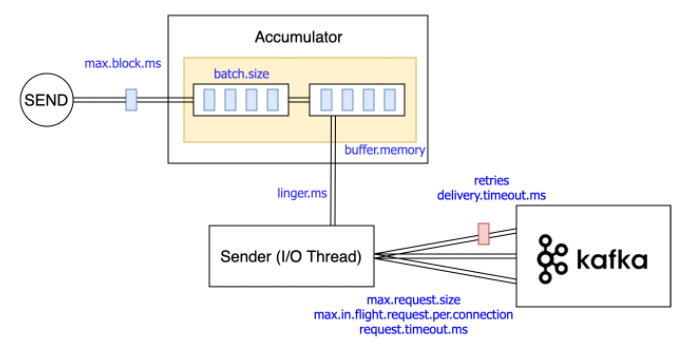 Accumulator
max.block.ms
batch.size
SEND
buffer.memory
linger.ms
retries
delivery.timeout.ms
Sender (I/O Thread)
kafka
max.request.size
max.in.flight.request.per.connection
request.timeout.ms